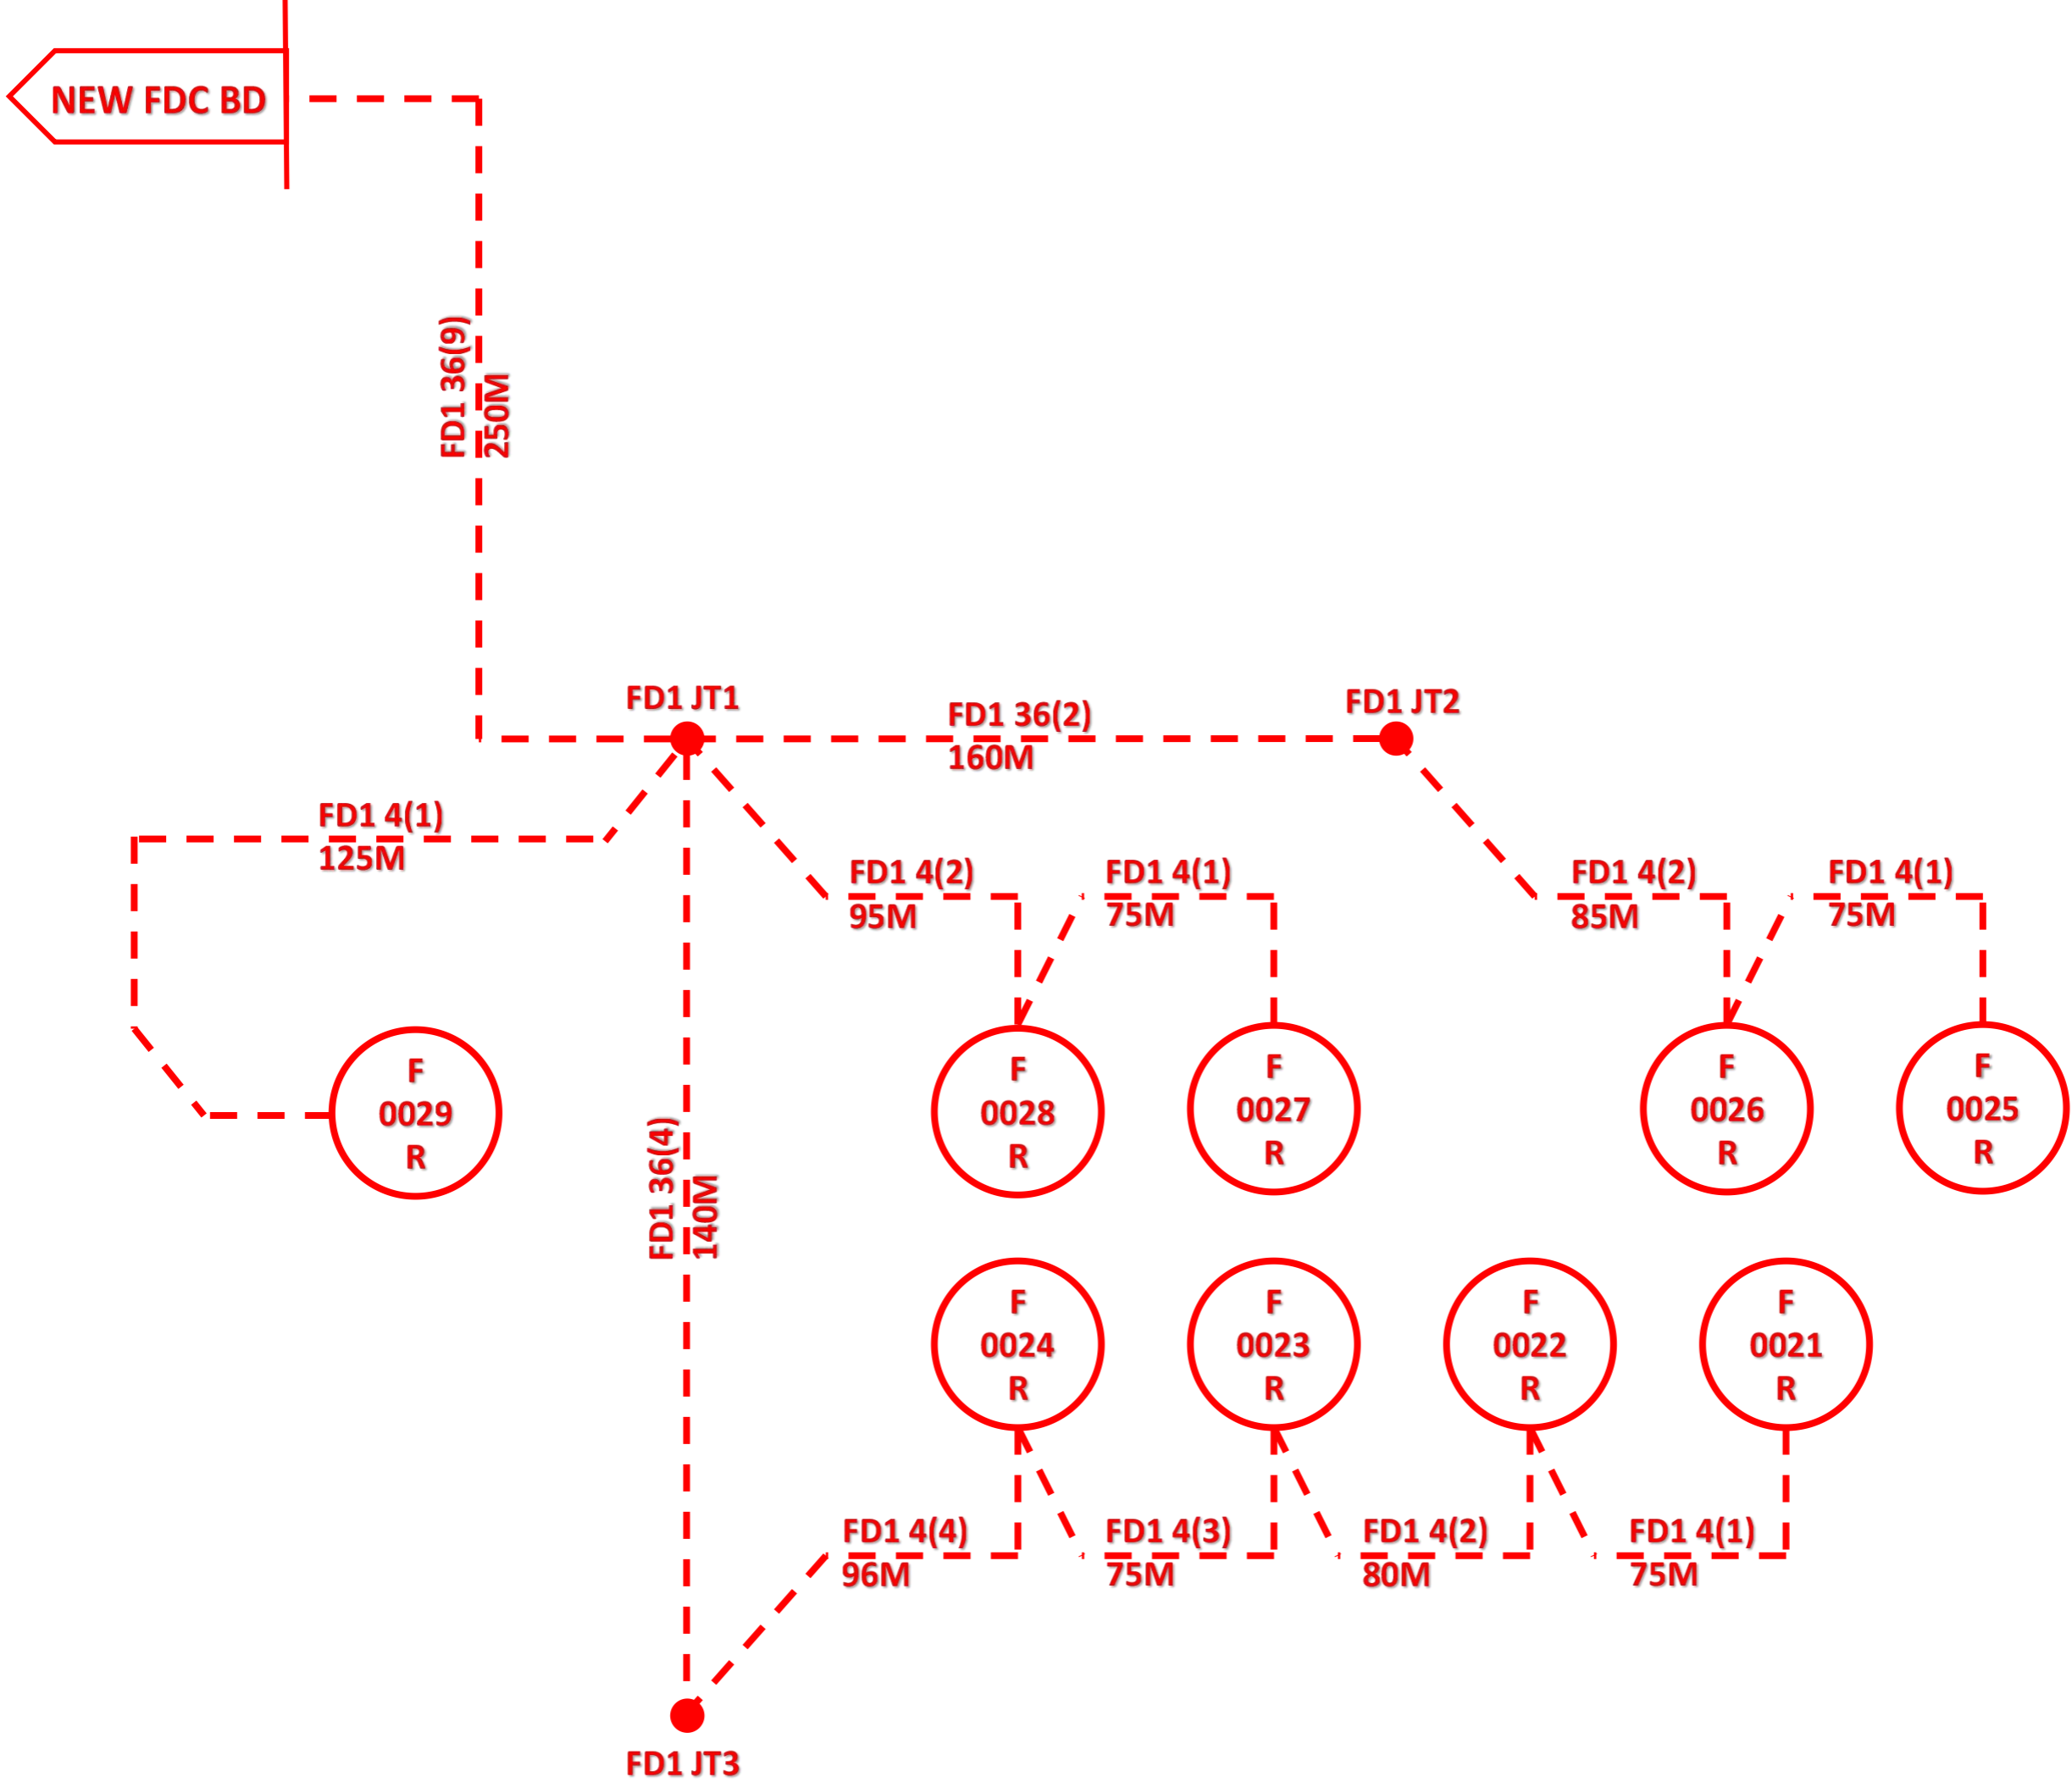 NEW FDC BD
FD1 36(9)
250M
FD1 JT1
FD1 36(2)
160M
FD1 JT2
FD1 4(1)
125M
FD1 4(2)
95M
FD1 4(1)
75M
FD1 4(2)
85M
FD1 4(1)
75M
F
0029
R
F
0028
R
F
0027
R
F
0026
R
F
0025
R
FD1 36(4)
140M
F
0024
R
F
0023
R
F
0022
R
F
0021
R
FD1 4(4)
96M
FD1 4(3)
75M
FD1 4(2)
80M
FD1 4(1)
75M
FD1 JT3